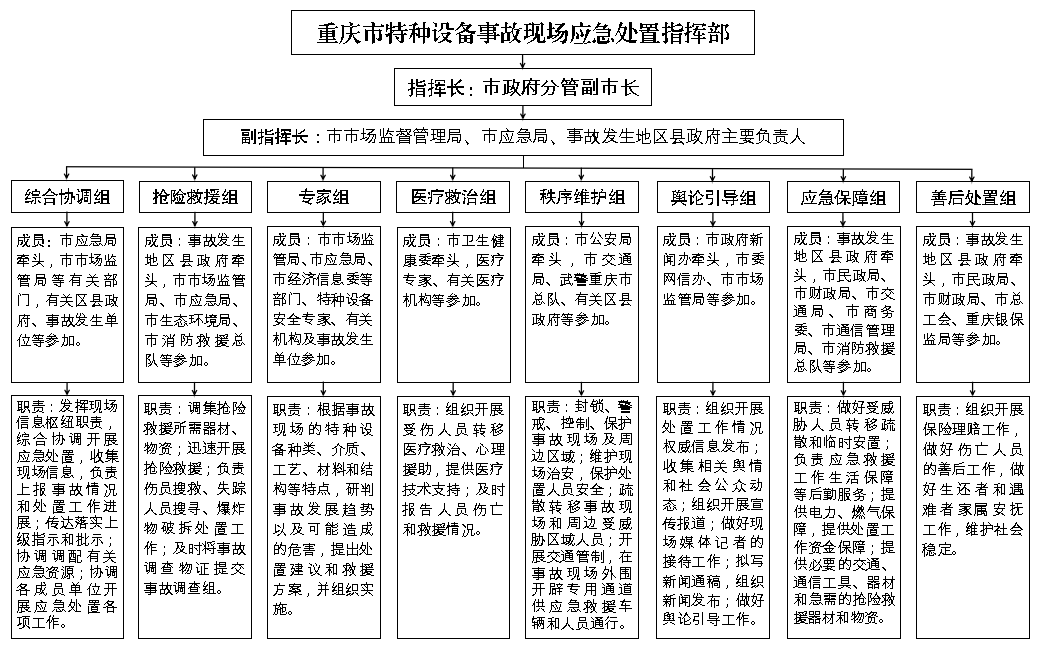 重庆市特种设备事故现场应急处置指挥部
指挥长：市政府分管副市长
副指挥长：市市场监督管理局、市应急局、事故发生地区县政府主要负责人
综合协调组
抢险救援组
专家组
医疗救治组
秩序维护组
舆论引导组
应急保障组
善后处置组
成员：市应急局
牵头，市市场监
管局等有关部
门，有关区县政
府、事故发生单
位等参加。
成员：事故发生
地区县政府牵
头，市市场监管
局、市应急局、
市生态环境局、
市消防救援总
队等参加。
成员：市市场监
管局、市应急局、
市经济信息委等
部门、特种设备
安全专家、有关
机构及事故发生
单位参加。
成员：市卫生健
康委牵头，医疗
专家、有关医疗
机构等参加。
成员：市公安局
牵头，市交通
局、武警重庆市
总队、有关区县
政府等参加。
成员：市政府新
闻办牵头，市委
网信办、市市场
监管局等参加。
成员：事故发生
地区县政府牵
头，市民政局、
市财政局、市交
通局、市商务
委、市通信管理
局、市消防救援
总队等参加。
成员：事故发生
地区县政府牵
头，市民政局、
市财政局、市总
工会、重庆银保
监局等参加。
职责：发挥现场
信息枢纽职责，
综合协调开展
应急处置，收集
现场信息，负责
上报事故情况
和处置工作进
展；传达落实上
级指示和批示；
协调调配有关
应急资源；协调
各成员单位开
展应急处置各
项工作。
职责：调集抢险
救援所需器材、
物资；迅速开展
抢险救援；负责
伤员搜救、失踪
人员搜寻、爆炸
物破拆处置工
作；及时将事故
调查物证提交
事故调查组。
职责：根据事故
现场的特种设
备种类、介质、
工艺、材料和结
构等特点，研判
事故发展趋势
以及可能造成
的危害，提出处
置建议和救援
方案，并组织实
施。
职责：组织开展
受伤人员转移
医疗救治、心理
援助，提供医疗
技术支持；及时
报告人员伤亡
和救援情况。
职责：封锁、警
戒、控制、保护
事故现场及周
边区域；维护现
场治安，保护处
置人员安全；疏
散转移事故现
场和周边受威
胁区域人员；开
展交通管制，在
事故现场外围
开辟专用通道
供应急救援车
辆和人员通行。
职责：组织开展
处置工作情况
权威信息发布；
收集相关舆情
和社会公众动
态；组织开展宣
传报道；做好现
场媒体记者的
接待工作；拟写
新闻通稿，组织
新闻发布；做好
舆论引导工作。
职责：做好受威
胁人员转移疏
散和临时安置；
负责应急救援
工作生活保障
等后勤服务；提
供电力、燃气保
障，提供处置工
作资金保障；提
供必要的交通、
通信工具、器材
和急需的抢险救
援器材和物资。
职责：组织开展
保险理赔工作，
做好伤亡人员
的善后工作，做
好生还者和遇
难者家属安抚
工作，维护社会
稳定。